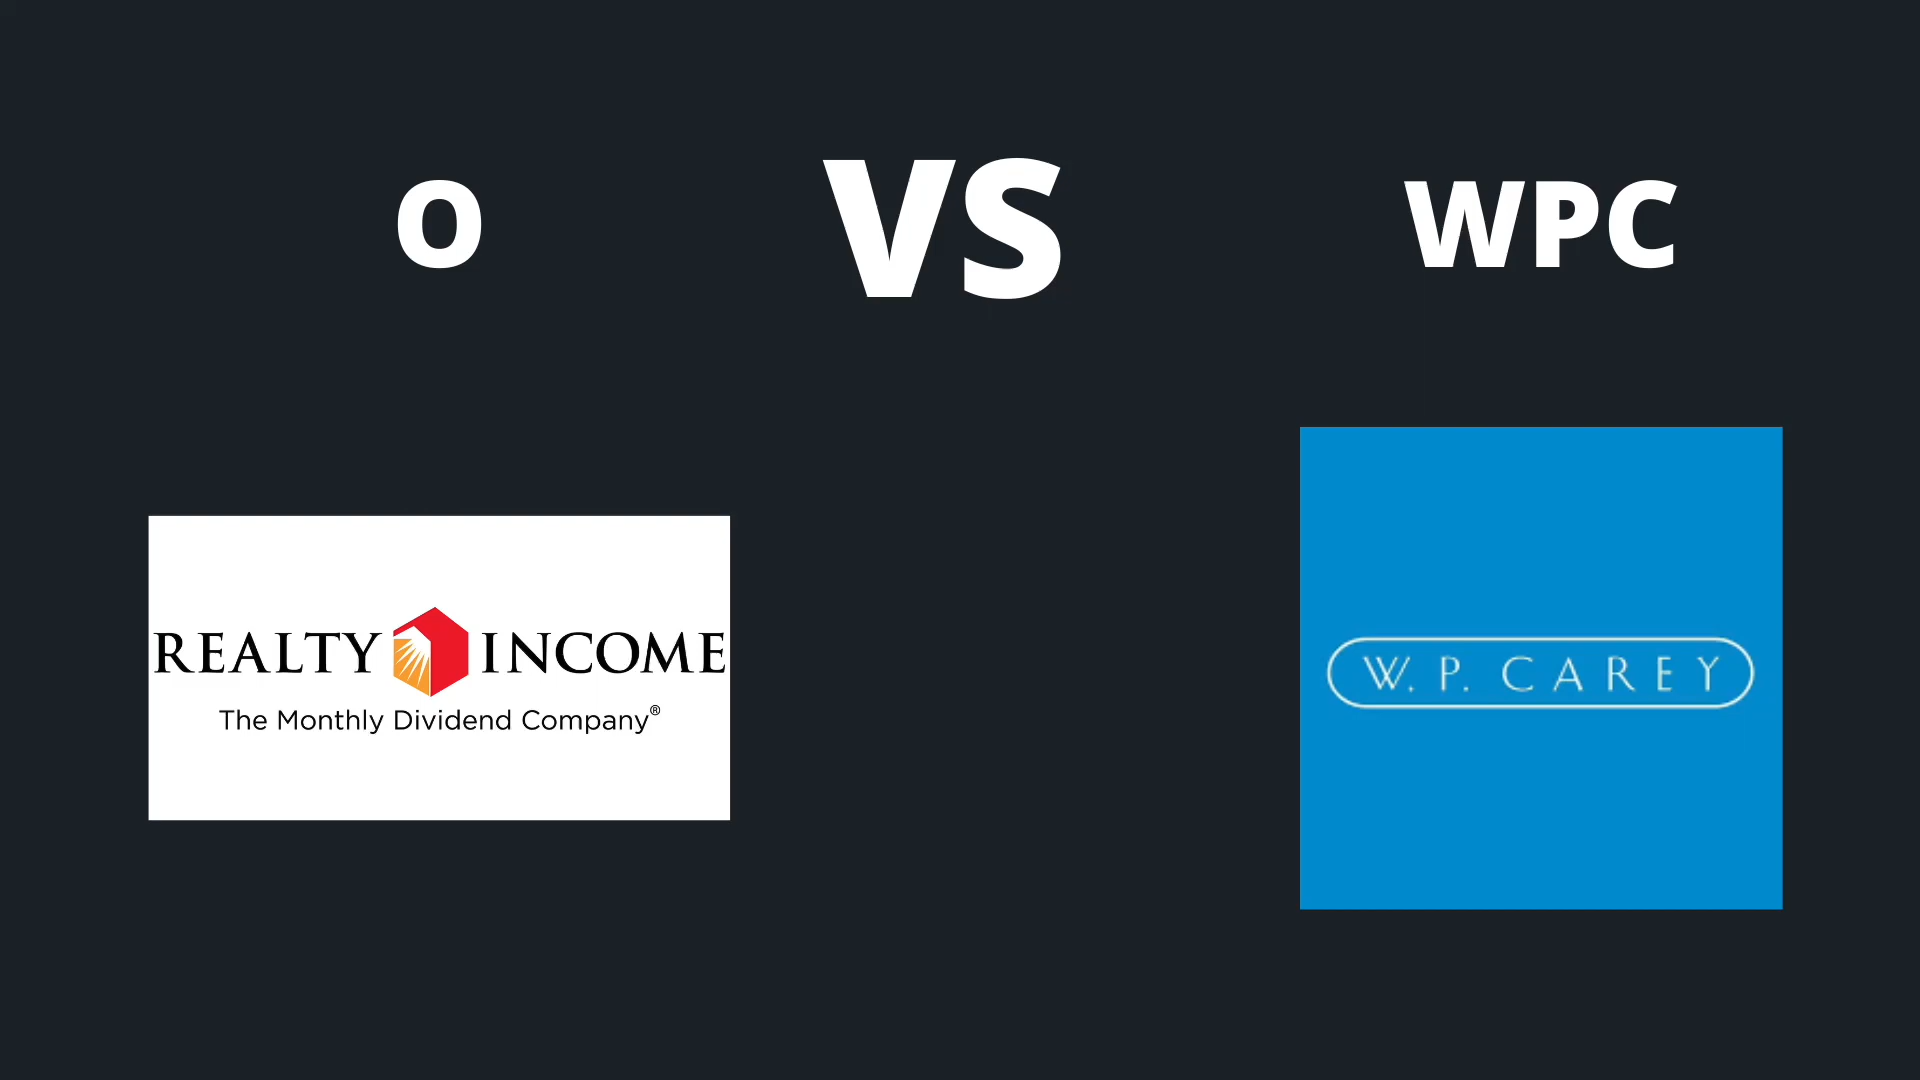 O
VS
WPC
REALTY INCOME
The Monthly Dividend Company®
W. P. CAREY